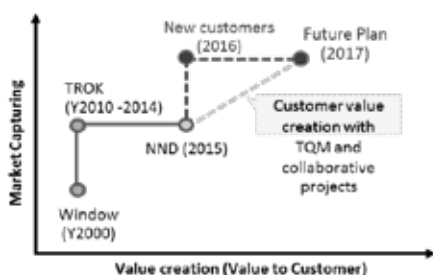 New customers
(2016)
Future Plan
(2017)
TROK
(Y2010 -2014)
Customer value
creation with
TQM and
collaborative
projects
NND (2015)
Window
(Y2000)
Market Capturing
Value creation (Value to Customer)